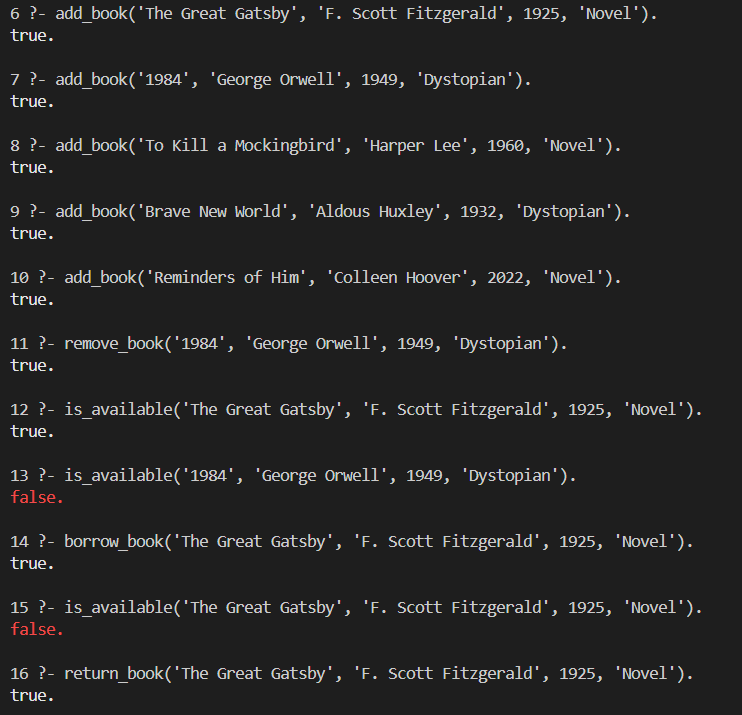 6 ?- add_book('The Great Gatsby', 'F. Scott Fitzgerald', 1925, 'Novel').
true.
7 ?- add_book('1984', 'George Orwell', 1949, 'Dystopian').
true.
8 ?- add_book('To Kill a Mockingbird', 'Harper Lee', 1960, 'Novel').
true.
9 ?- add_book('Brave New World', 'Aldous Huxley', 1932, 'Dystopian').
true.
10 ?- add_book('Reminders of Him', 'Colleen Hoover', 2022, 'Novel').
true.
11 ?- remove_book('1984', 'George Orwell', 1949, 'Dystopian').
true.
12 ?- is_available('The Great Gatsby', 'F. Scott Fitzgerald', 1925, 'Novel').
true.
13 ?- is_available('1984', 'George Orwell', 1949, 'Dystopian').
false.
14 ?- borrow_book('The Great Gatsby', 'F. Scott Fitzgerald', 1925, 'Novel').
true.
15 ?- is_available('The Great Gatsby', 'F. Scott Fitzgerald', 1925, 'Novel').
false.
16 ?- return_book('The Great Gatsby', 'F. Scott Fitzgerald', 1925, 'Novel').
true.